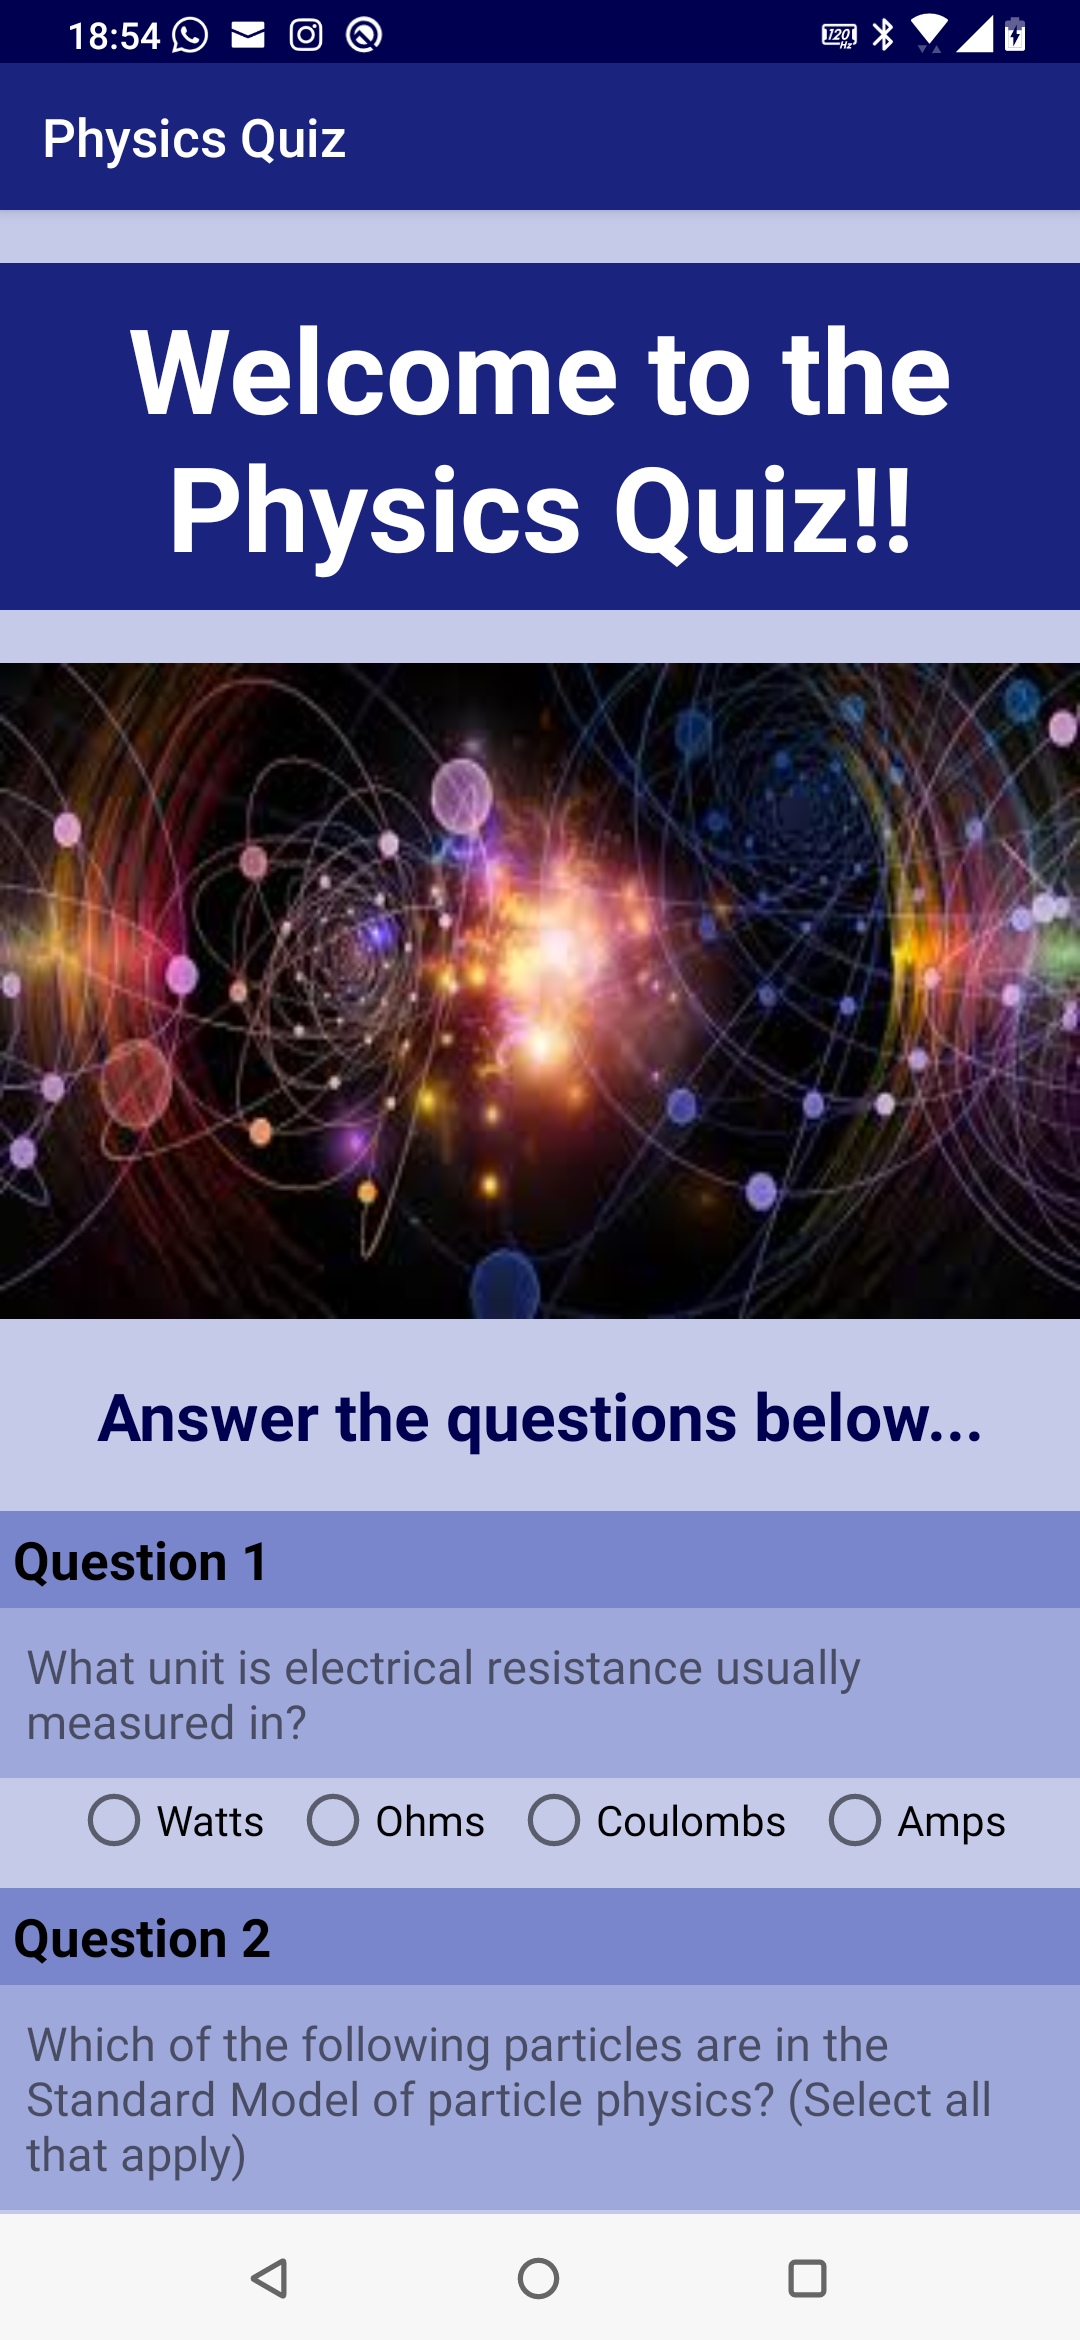 18:54
120
Hz
Physics Quiz
Welcome to the
Physics Quiz!!
Answer the questions below...
Question 1
What unit is electrical resistance usually
measured in?
Watts Ohms Coulombs Amps
Question 2
Which of the following particles are in the
Standard Model of particle physics? (Select all
that apply)